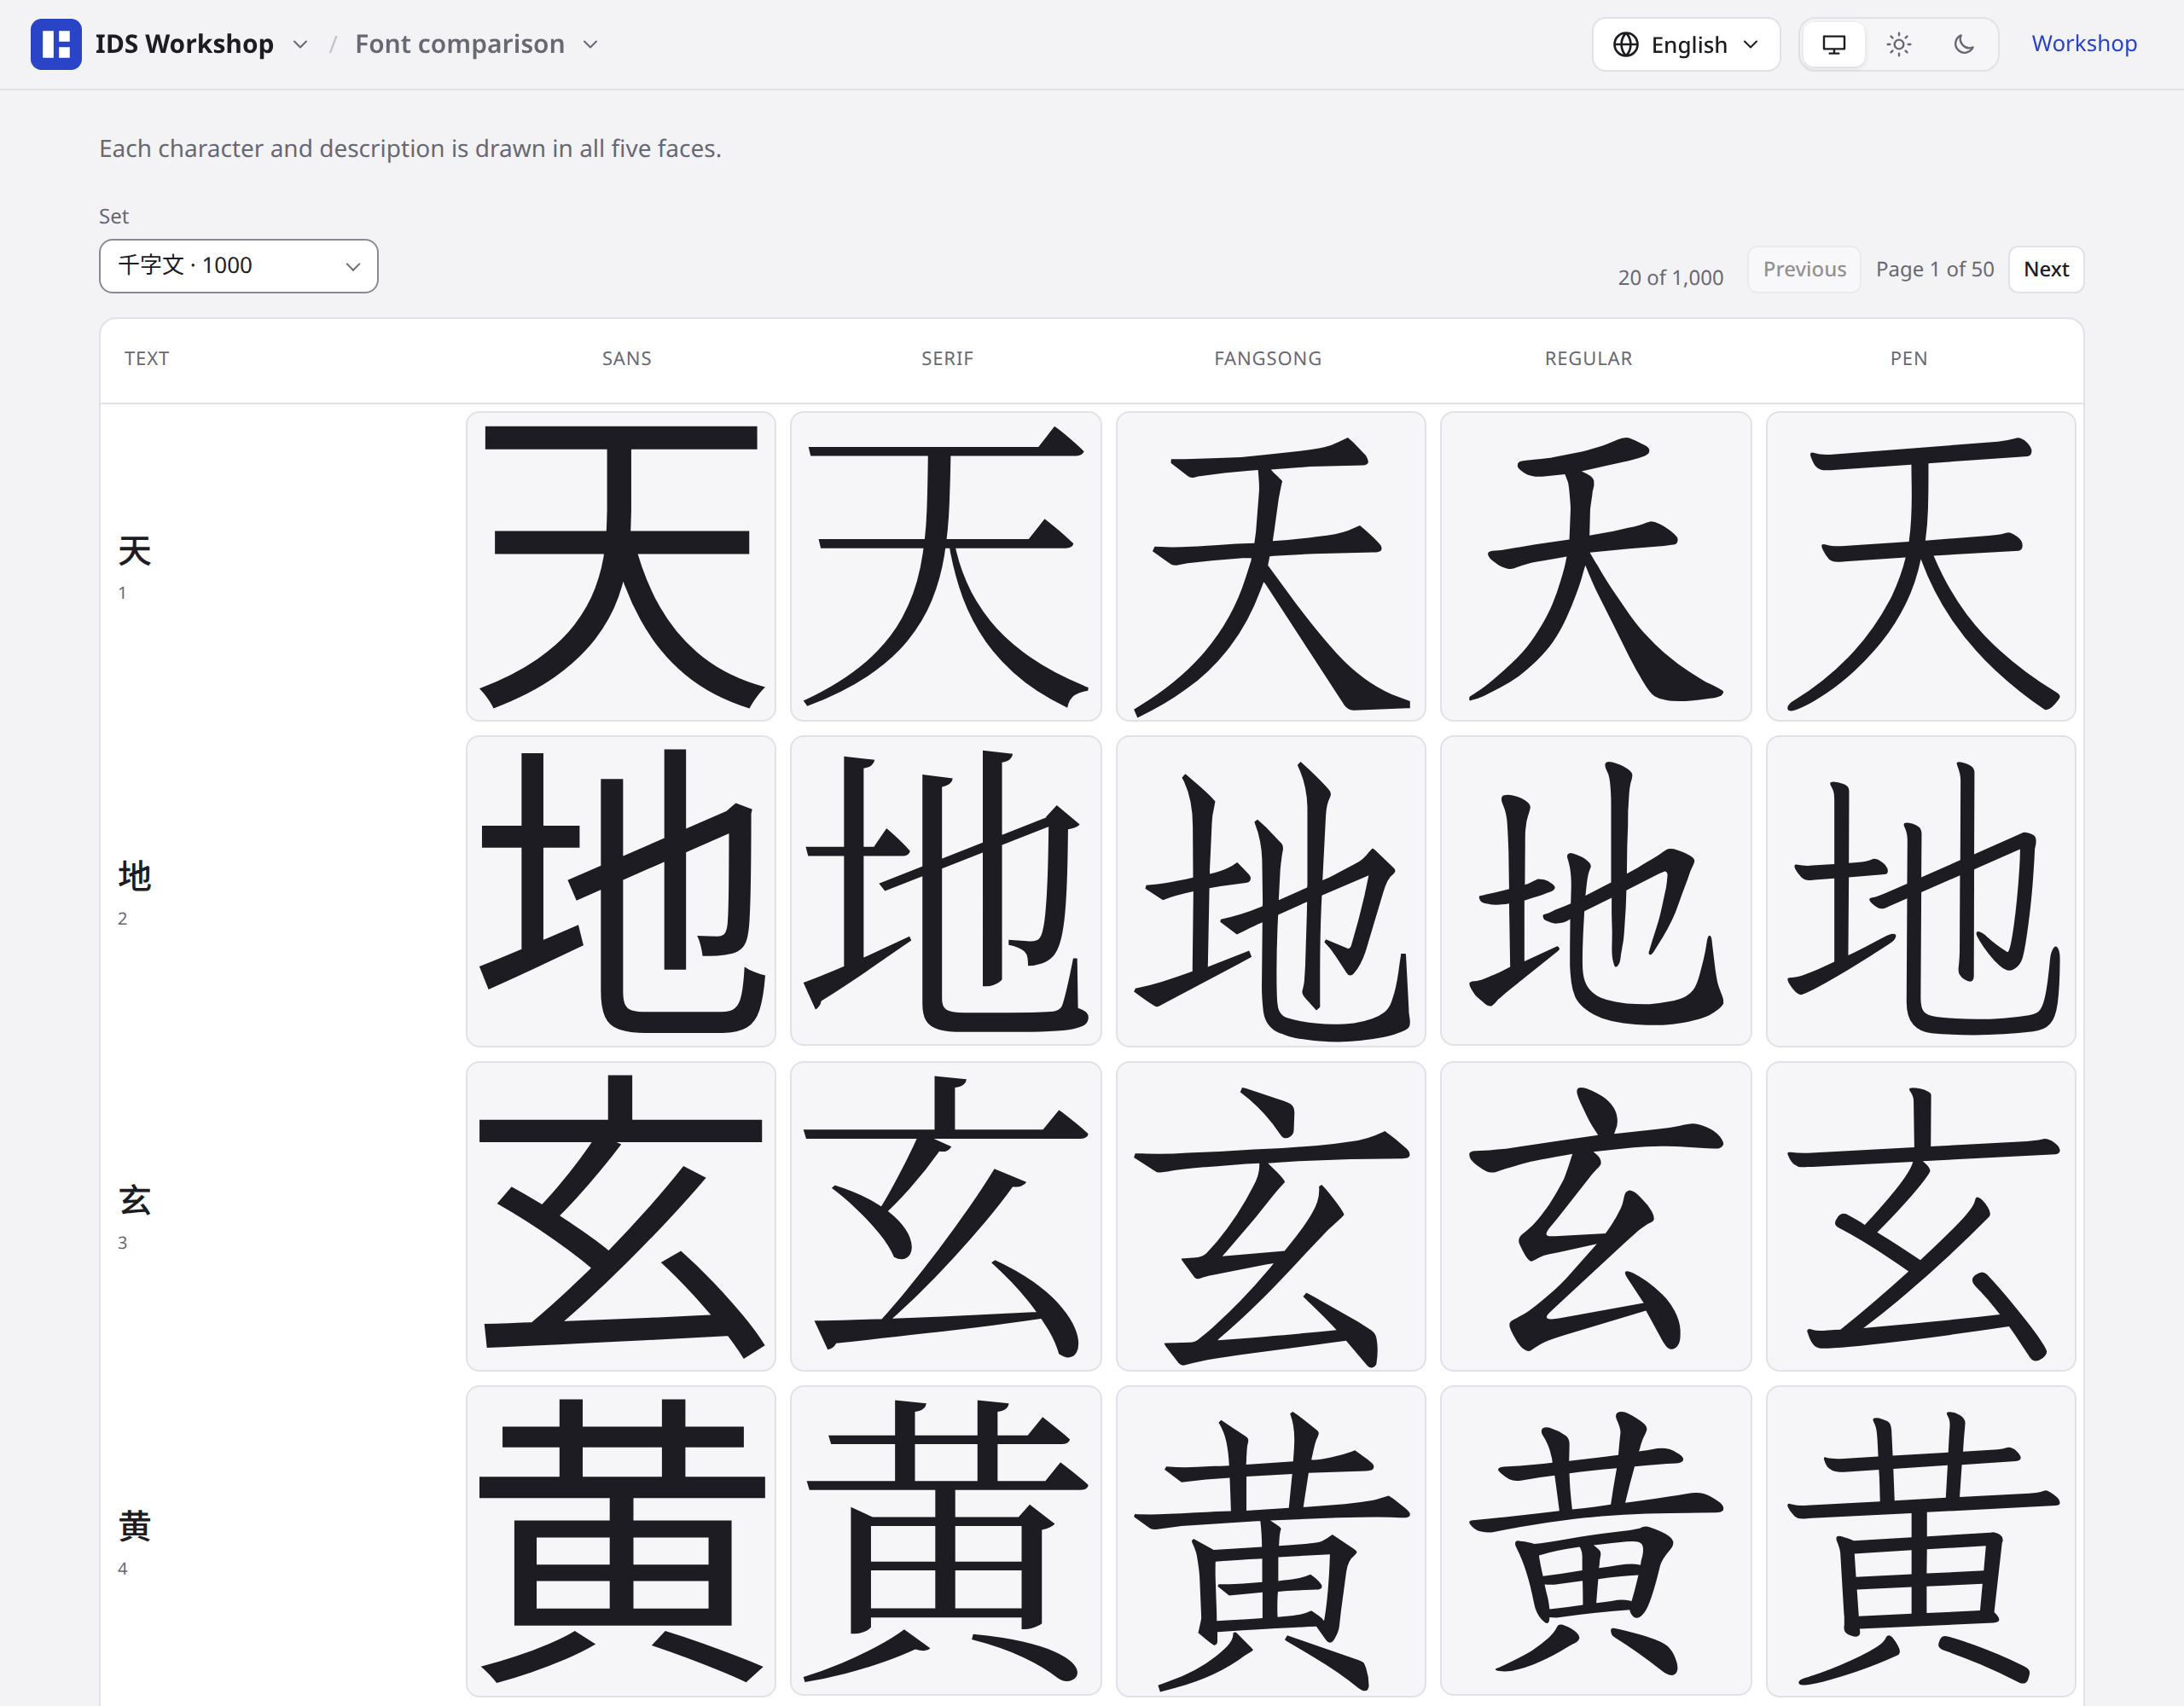 IDS Workshop / Font comparison
English
Workshop
Each character and description is drawn in all five faces.
Set
千字文 · 1000
20 of 1,000
Previous
Page 1 of 50
Next
TEXT SANS SERIF FANGSONG REGULAR PEN
天 天 天 天 天 天
1
地 地 地 地 地 地
2
玄 玄 玄 玄 玄 玄
3
黄 黄 黄 黄 黄 黄
4